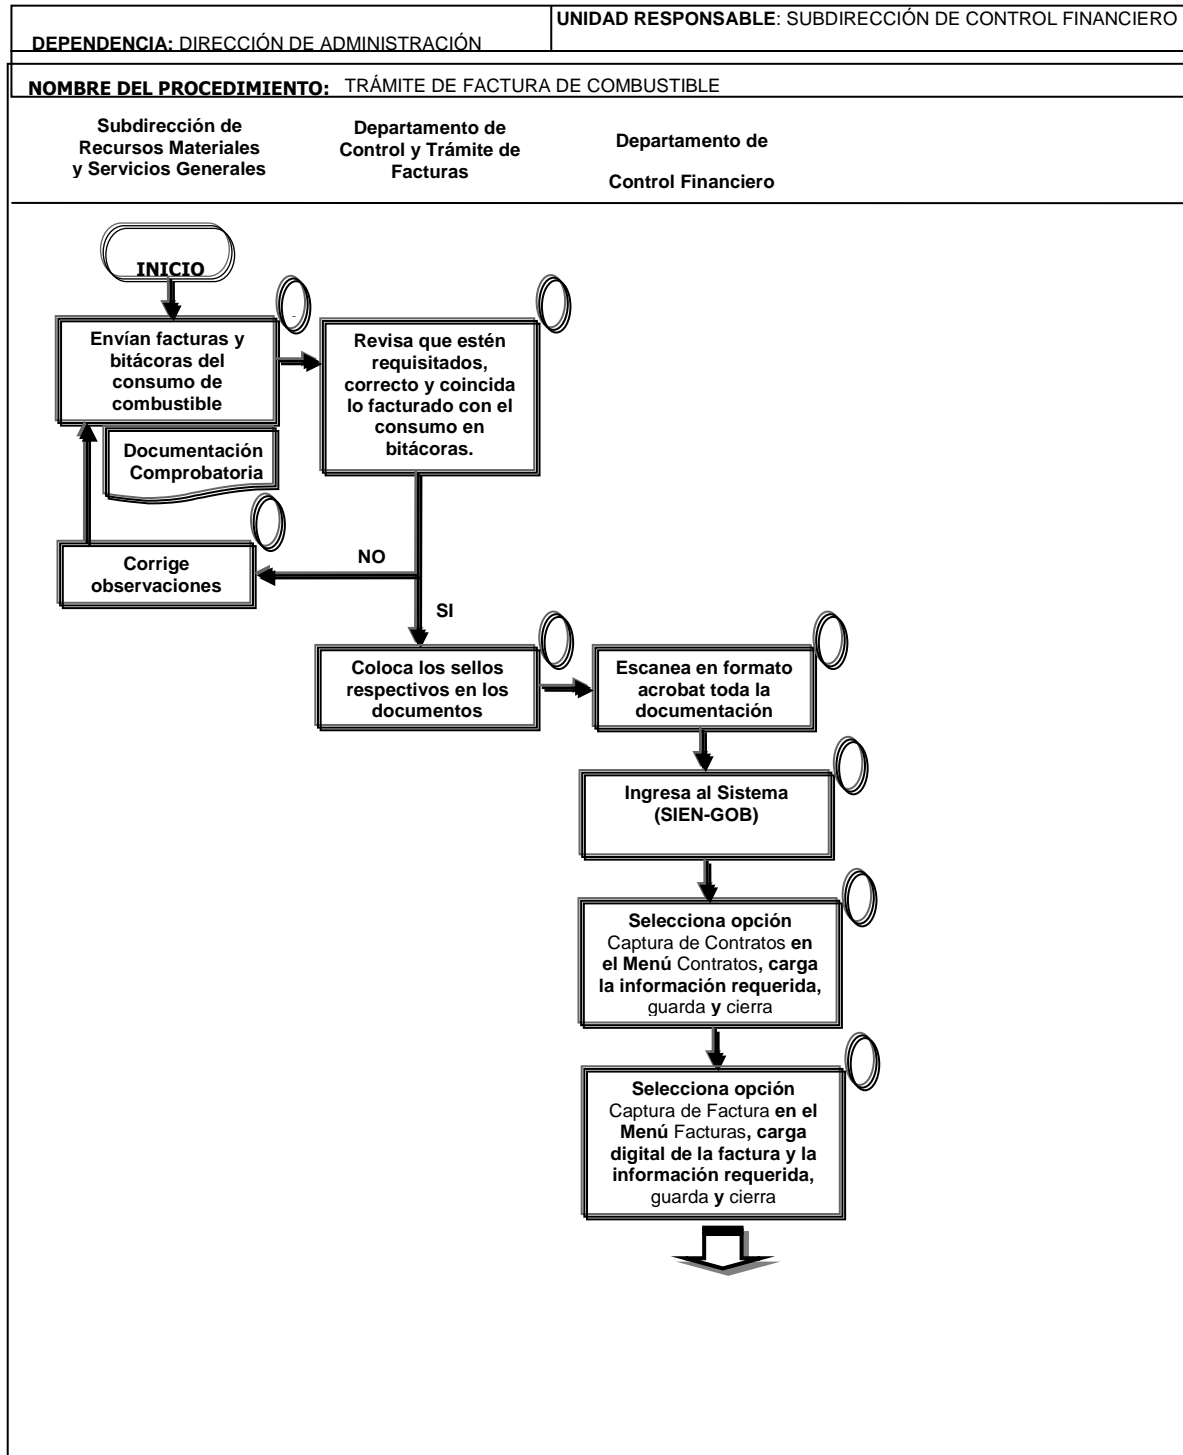 UNIDAD RESPONSABLE: SUBDIRECCIÓN DE CONTROL FINANCIERO
DEPENDENCIA: DIRECCIÓN DE ADMINISTRACIÓN
NOMBRE DEL PROCEDIMIENTO: TRÁMITE DE FACTURA DE COMBUSTIBLE
Subdirección de
Recursos Materiales
y Servicios Generales
Departamento de
Control y Trámite de
Facturas
Departamento de
Control Financiero
INICIO
Envían facturas y
bitácoras del
consumo de
combustible
Revisa que estén
requisitados,
correcto y coincida
lo facturado con el
consumo en
bitácoras.
Documentación
Comprobatoria
Corrige
observaciones
NO
SI
Coloca los sellos
respectivos en los
documentos
Escanea en formato
acrobat toda la
documentación
Ingresa al Sistema
(SIEN-GOB)
Selecciona opción
Captura de Contratos en
el Menú Contratos, carga
la información requerida,
guarda y cierra
Selecciona opción
Captura de Factura en el
Menú Facturas, carga
digital de la factura y la
información requerida,
guarda y cierra